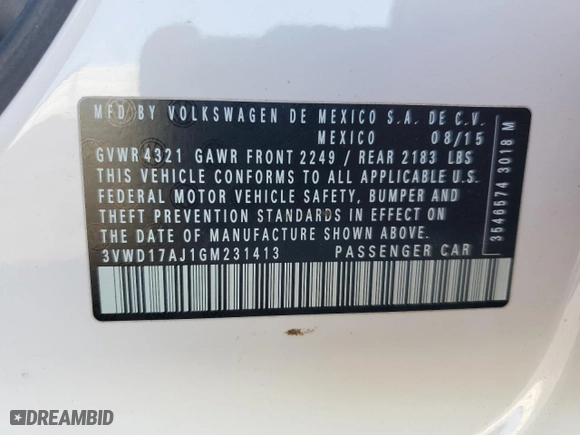 MFD BY VOLKSWAGEN DE MEXICO S.A. DE C.V.
MEXICO 08/15
GVWR 4321 GAWR FRONT 2249 / REAR 2183 LBS
THIS VEHICLE CONFORMS TO ALL APPLICABLE U.S.
FEDERAL MOTOR VEHICLE SAFETY, BUMPER AND
THEFT PREVENTION STANDARDS IN EFFECT ON
THE DATE OF MANUFACTURE SHOWN ABOVE.
3VWD17AJ1GM231413 PASSENGER CAR
3546574 3018 M
DREAMBID